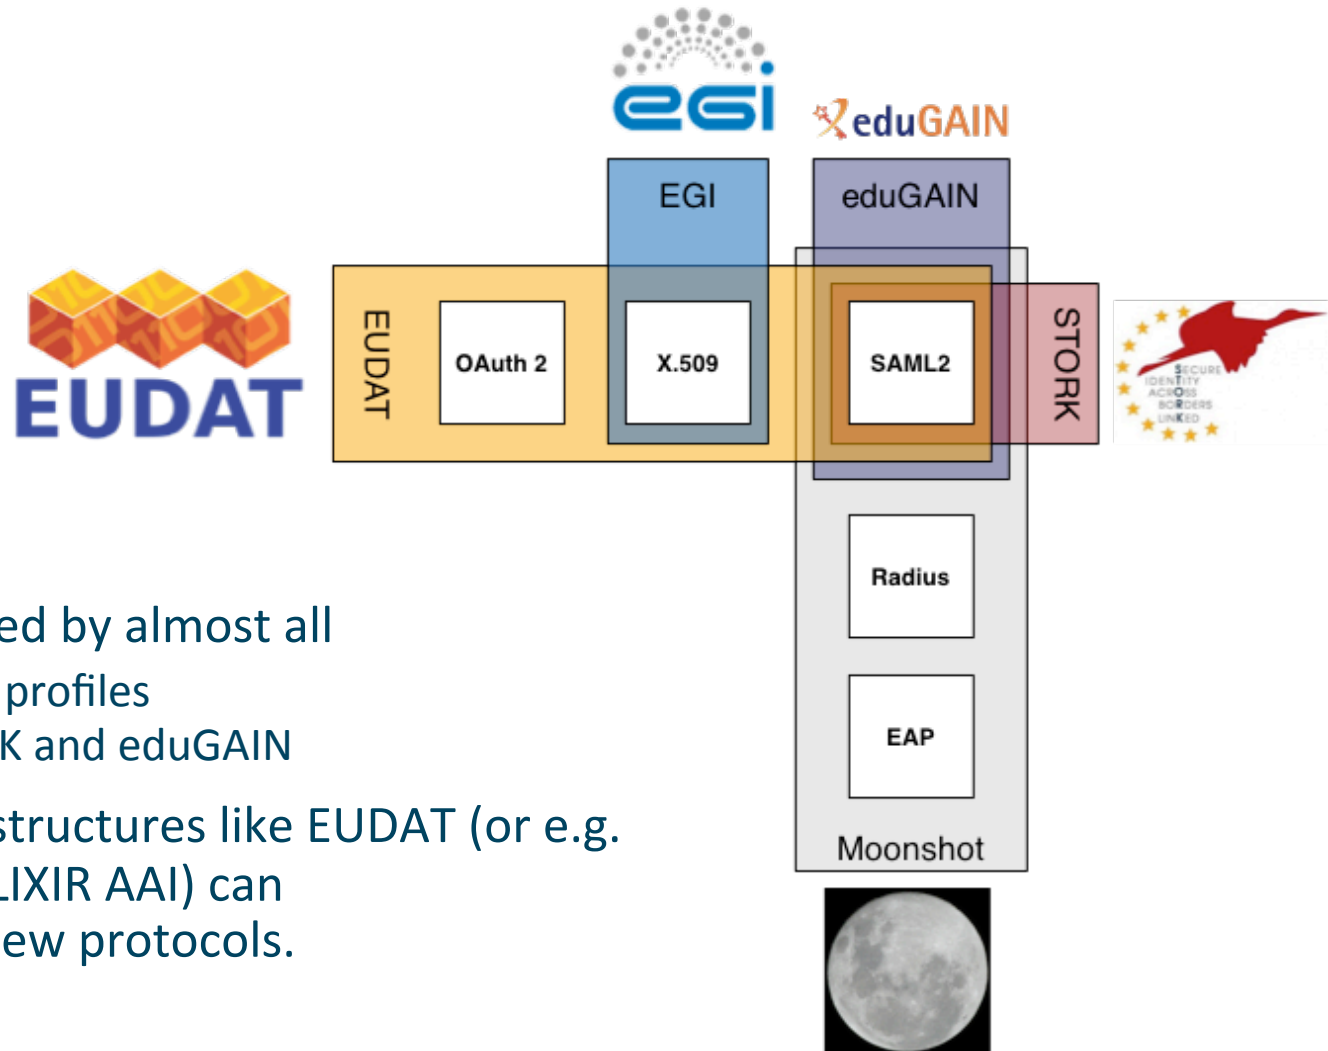 egi
eduGAIN
EGI
eduGAIN
EUDAT
EUDAT
OAuth 2
X.509
SAML2
STORK
SECURE
IDENTITY
ACROSS
BORDERS
LINKED
Radius
EAP
Moonshot
ed by almost all
profiles
K and eduGAIN
structures like EUDAT (or e.g.
LIXIR AAI) can
ew protocols.